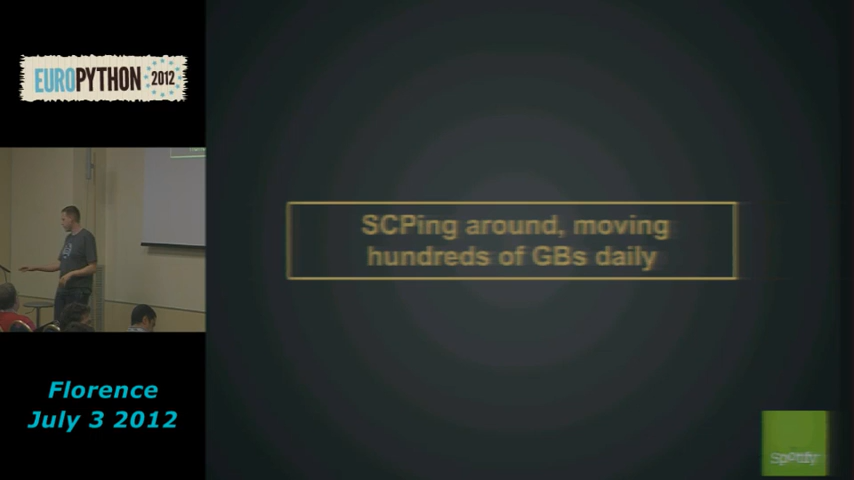 EUROPYTHON 2012
SCPing around, moving
hundreds of GBs daily
Florence
July 3 2012
Spotify